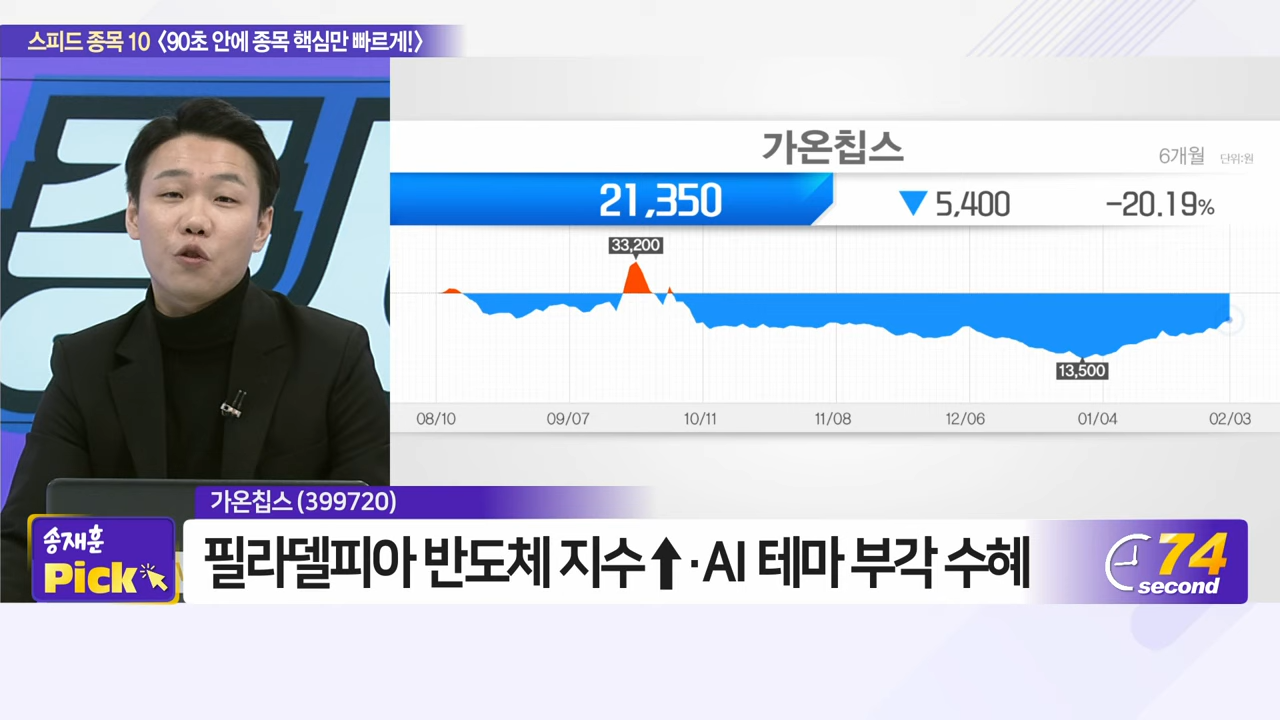 스피드 종목 10 <90초 안에 종목 핵심만 빠르게!>
가온칩스
6개월 단위:원
21,350 ▼ 5,400 -20.19%
33,200
13,500
08/10 09/07 10/11 11/08 12/06 01/04 02/03
가온칩스 (399720)
송재훈
Pick
필라델피아 반도체 지수↑·AI 테마 부각 수혜
74
second